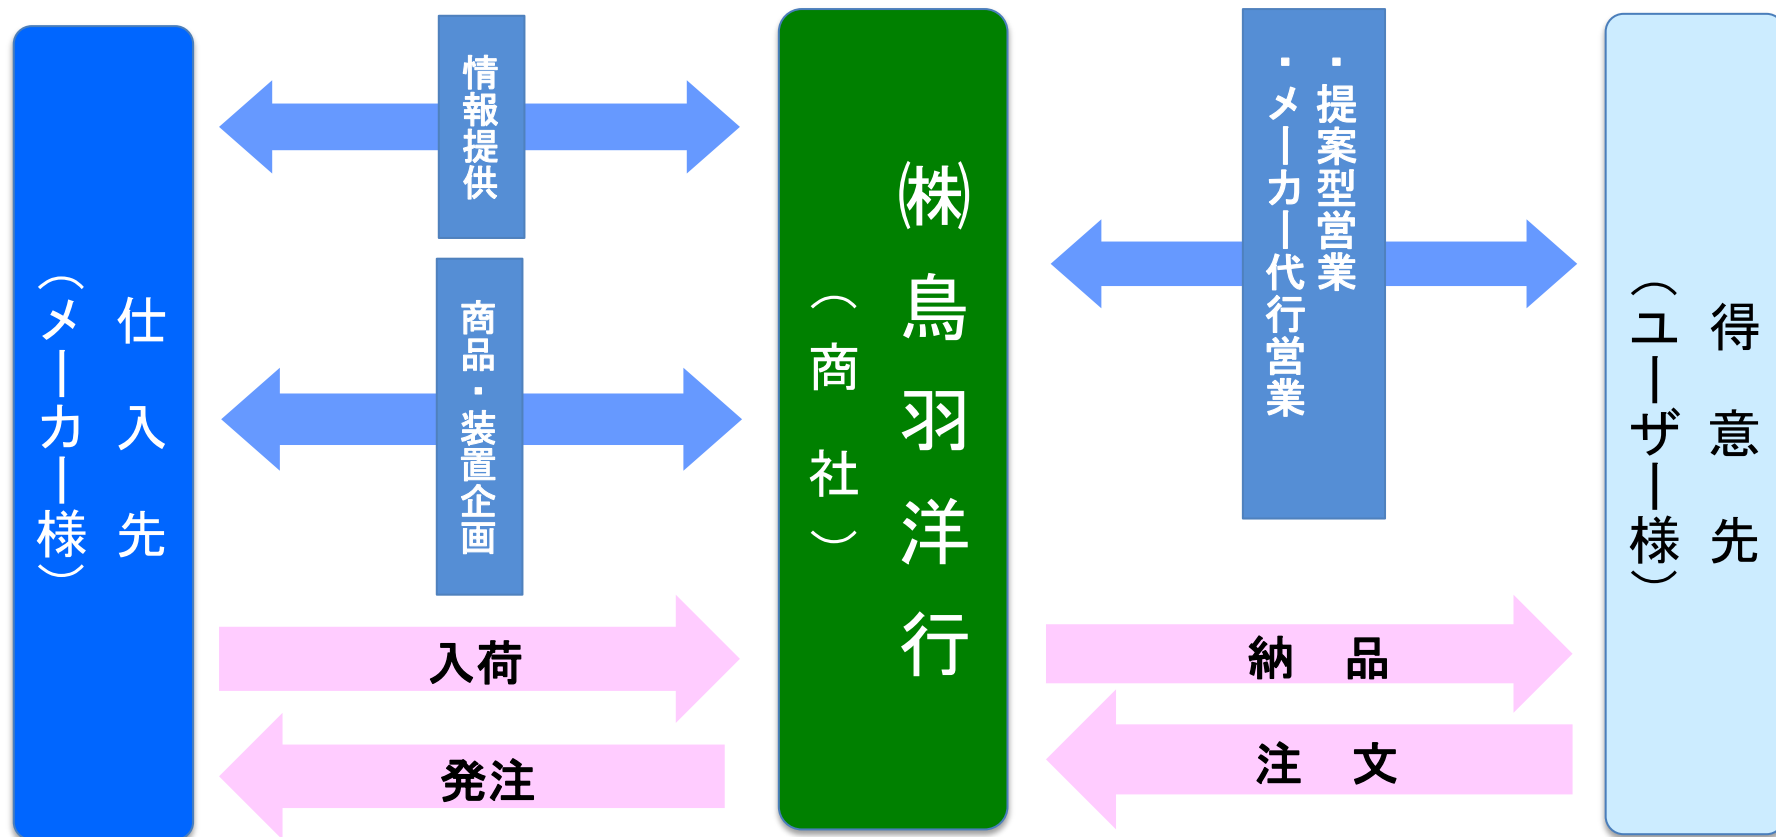 仕入先
（メーカー様）
情報提供
商品・装置企画
入荷
発注
㈱鳥羽洋行
（商社）
・提案型営業
・メーカー代行営業
納　品
注　文
得意先
（ユーザー様）